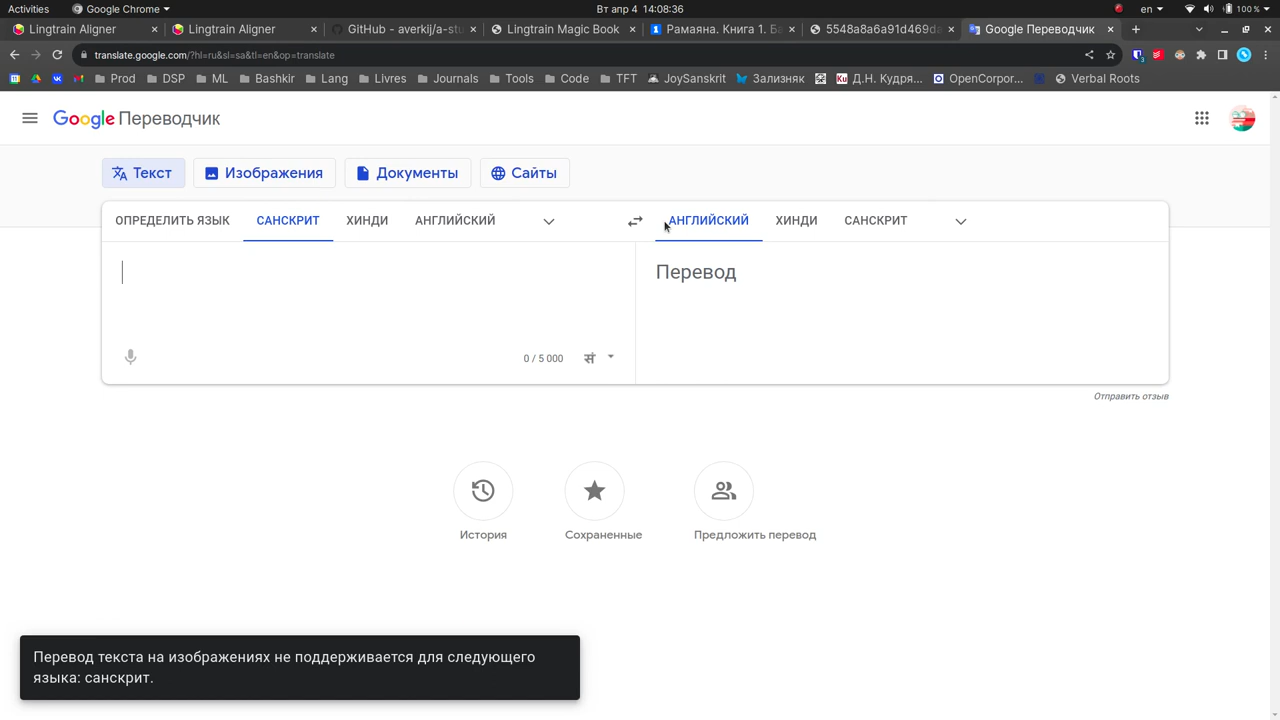 Activities Google Chrome Вт апр 4 14:08:36 en 100 %
Lingtrain Aligner Lingtrain Aligner GitHub - averkij/a-stu Lingtrain Magic Book Рамаяна. Книга 1. Ба 5548a8a6a91d469da Google Переводчик
translate.google.com/?hl=ru&sl=sa&tl=en&op=translate
Prod DSP ML Bashkir Lang Livres Journals Tools Code TFT JoySanskrit Зализняк Д.Н. Кудря... OpenCorpor... Verbal Roots
Google Переводчик
Текст Изображения Документы Сайты
ОПРЕДЕЛИТЬ ЯЗЫК САНСКРИТ ХИНДИ АНГЛИЙСКИЙ АНГЛИЙСКИЙ ХИНДИ САНСКРИТ
Перевод
0 / 5 000 सं
Отправить отзыв
История Сохраненные Предложить перевод
Перевод текста на изображениях не поддерживается для следующего
языка: санскрит.